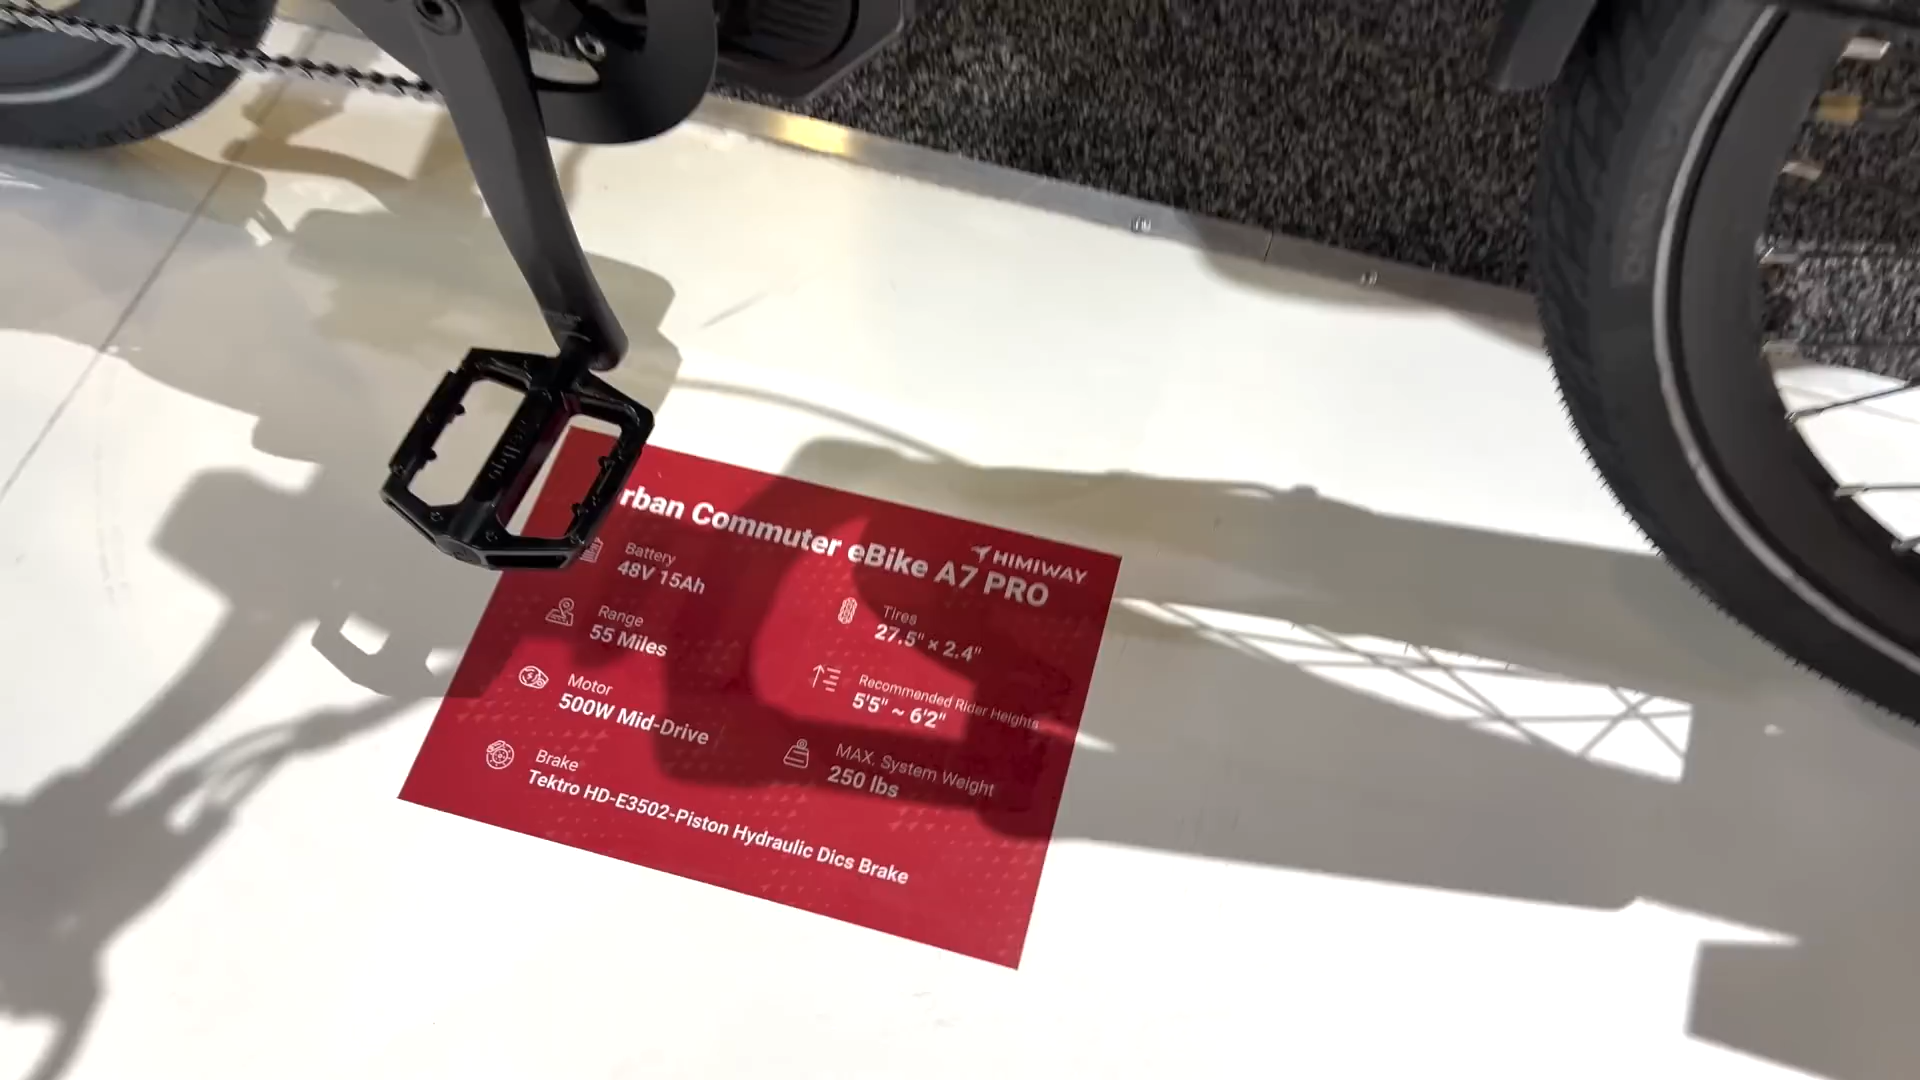 HIMIWAY
rban Commuter eBike A7 PRO
Battery
48V 15Ah
Range
55 Miles
Motor
500W Mid-Drive
Brake
Tektro HD-E3502-Piston Hydraulic Dics Brake
Tires
27.5" x 2.4"
Recommended Rider Heights
5'5" ~ 6'2"
MAX. System Weight
250 lbs